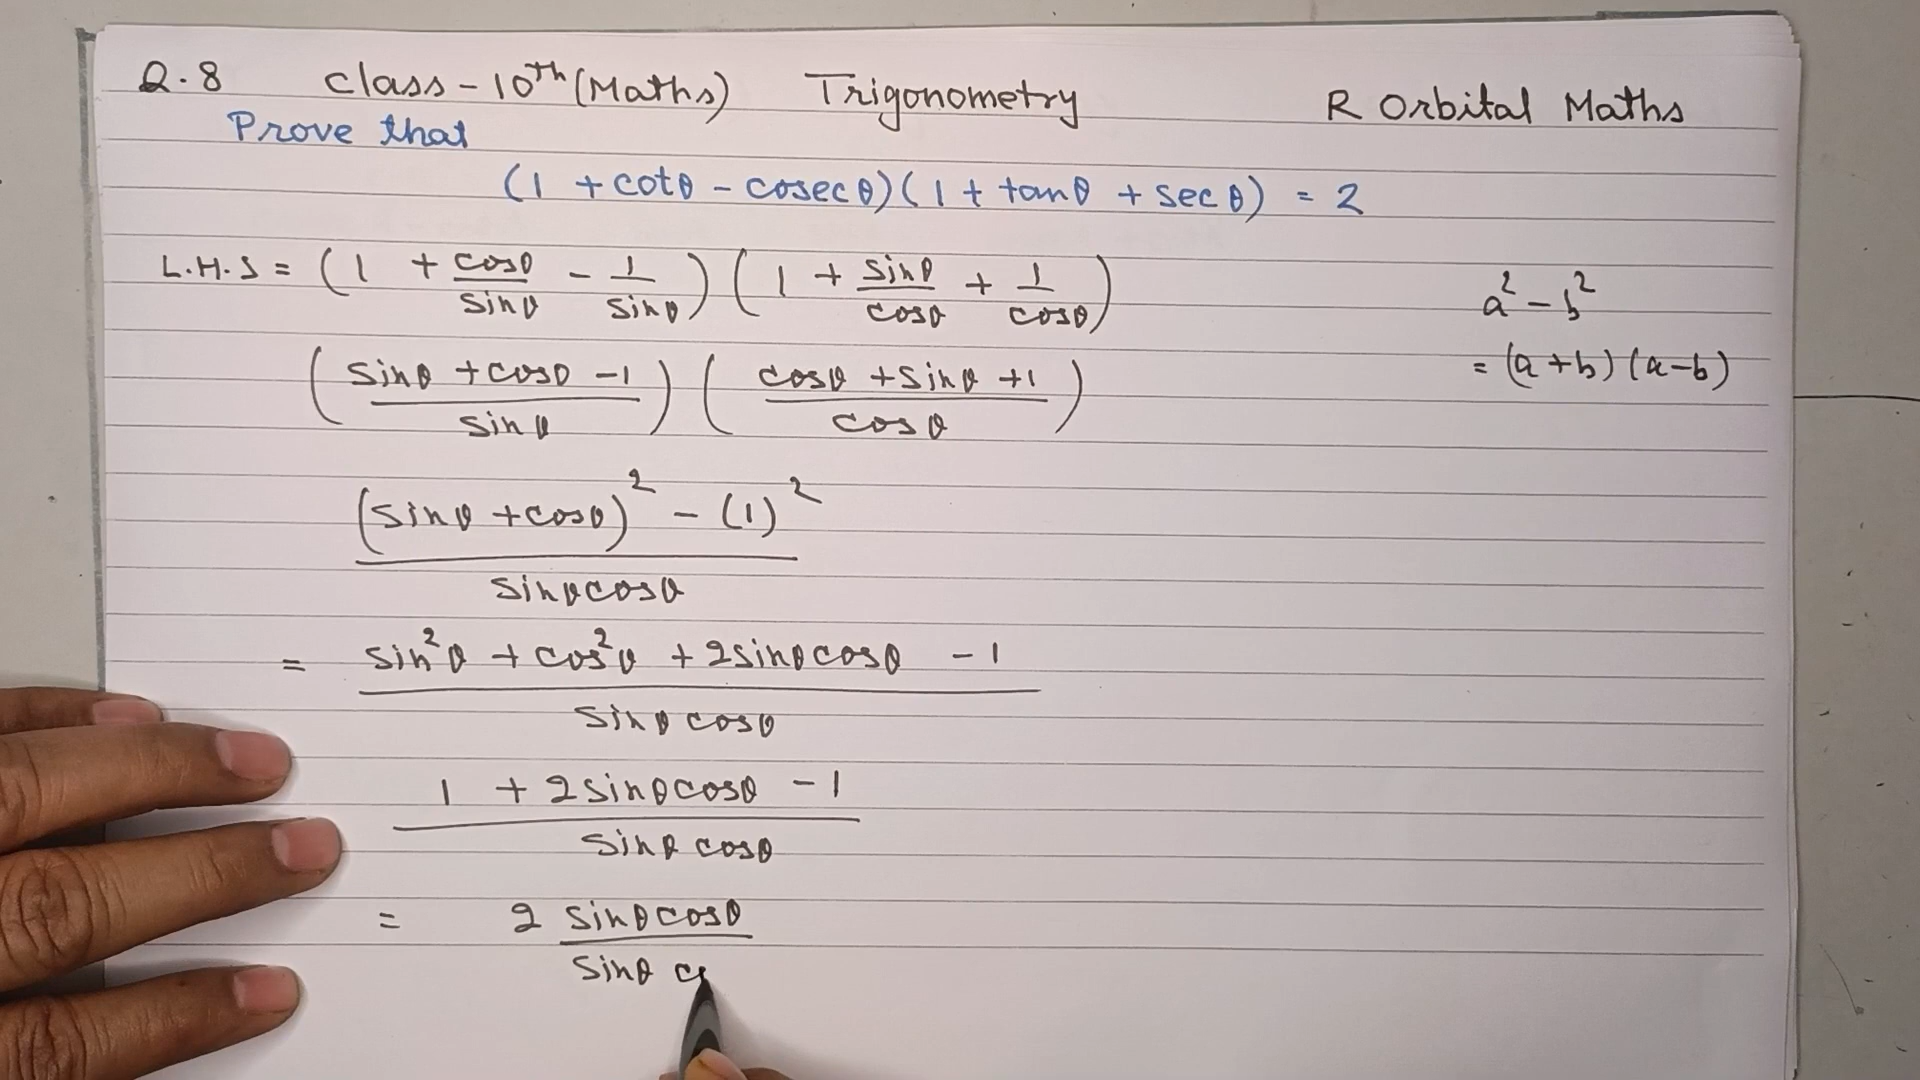 Q.8 Class-10th (Maths) Trigonometry R Orbital Maths
Prove that
(1 + cotθ - cosecθ)(1 + tanθ + secθ) = 2
L.H.S = (1 + cosθ/sinθ - 1/sinθ) (1 + sinθ/cosθ + 1/cosθ)
a² - b²
= (a+b)(a-b)
((sinθ + cosθ - 1)/sinθ) ((cosθ + sinθ + 1)/cosθ)
((sinθ + cosθ)² - (1)²)/(sinθcosθ)
= (sin²θ + cos²θ + 2sinθcosθ - 1)/(sinθcosθ)
(1 + 2sinθcosθ - 1)/(sinθ cosθ)
= 2 sinθcosθ
sinθ c